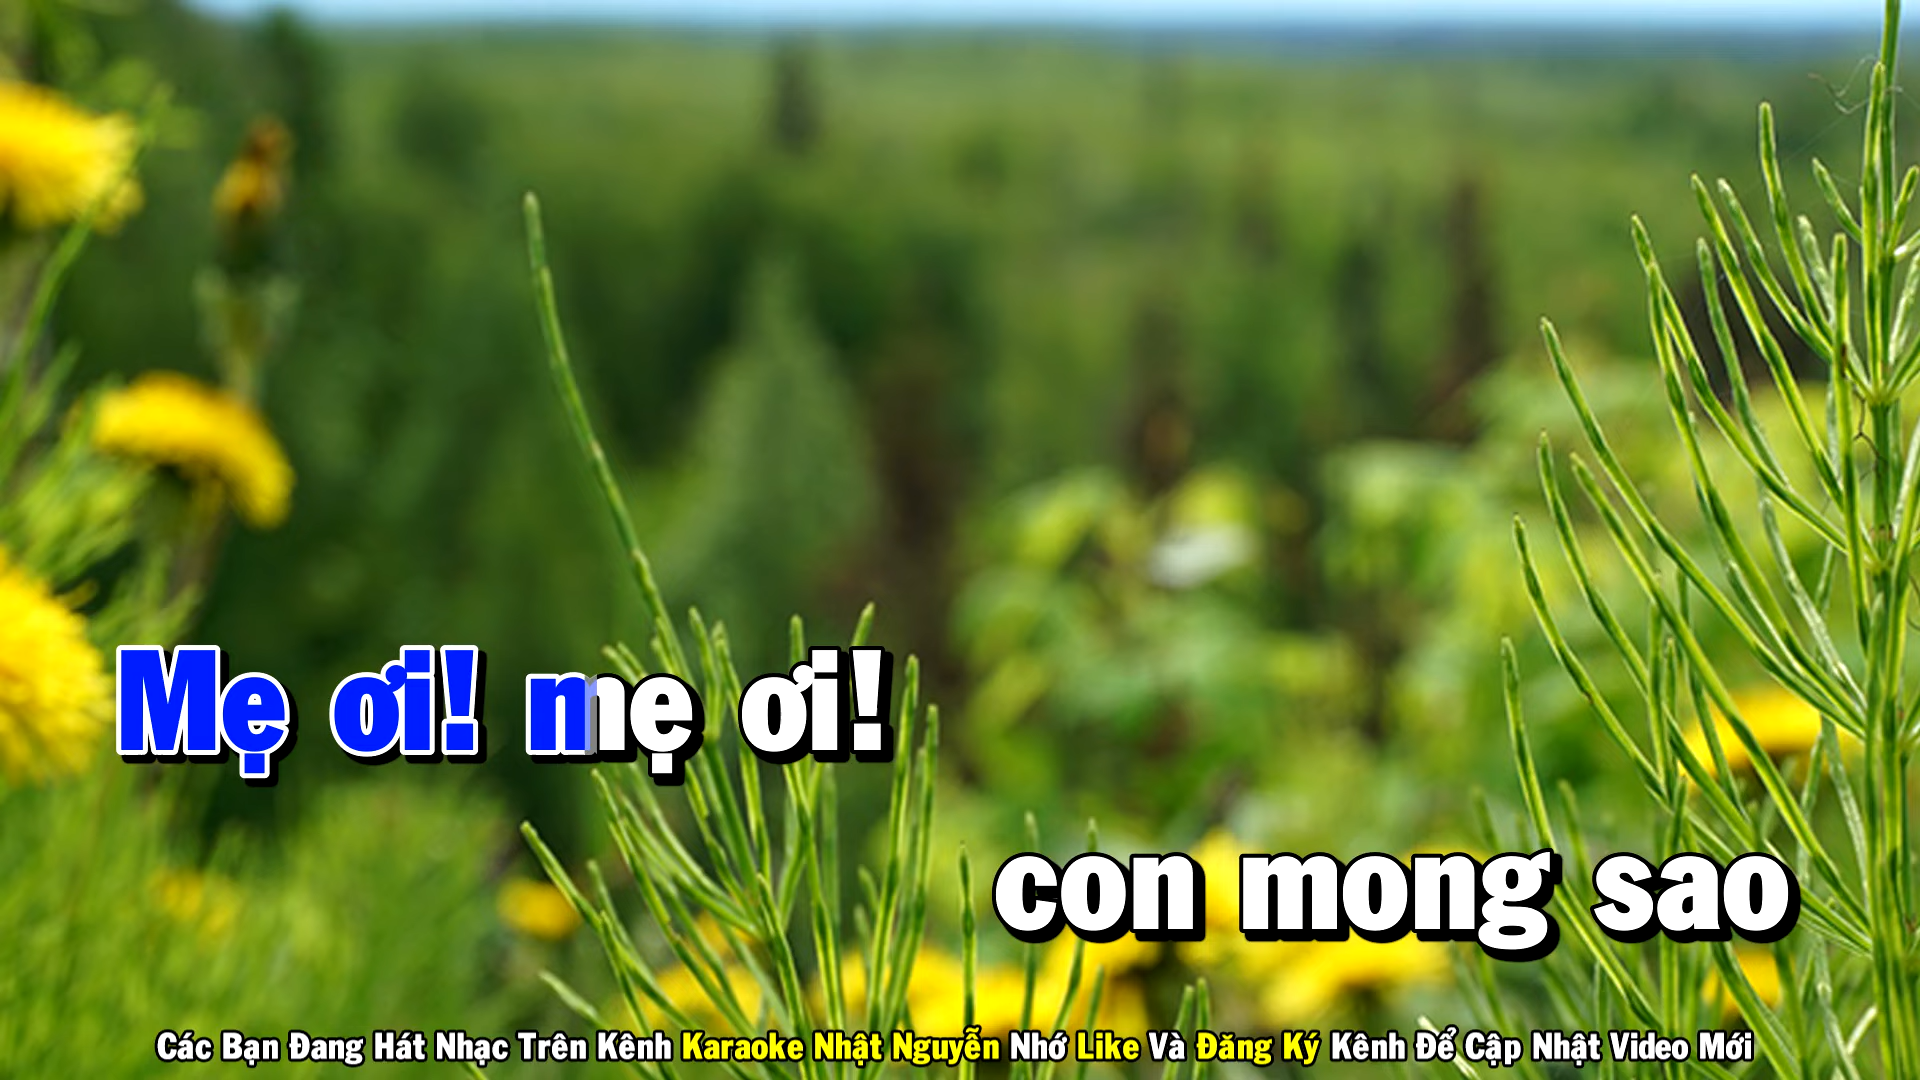 Mẹ ơi! mẹ ơi!
con mong sao
Các Bạn Đang Hát Nhạc Trên Kênh Karaoke Nhật Nguyễn Nhớ Like Và Đăng Ký Kênh Để Cập Nhật Video Mới